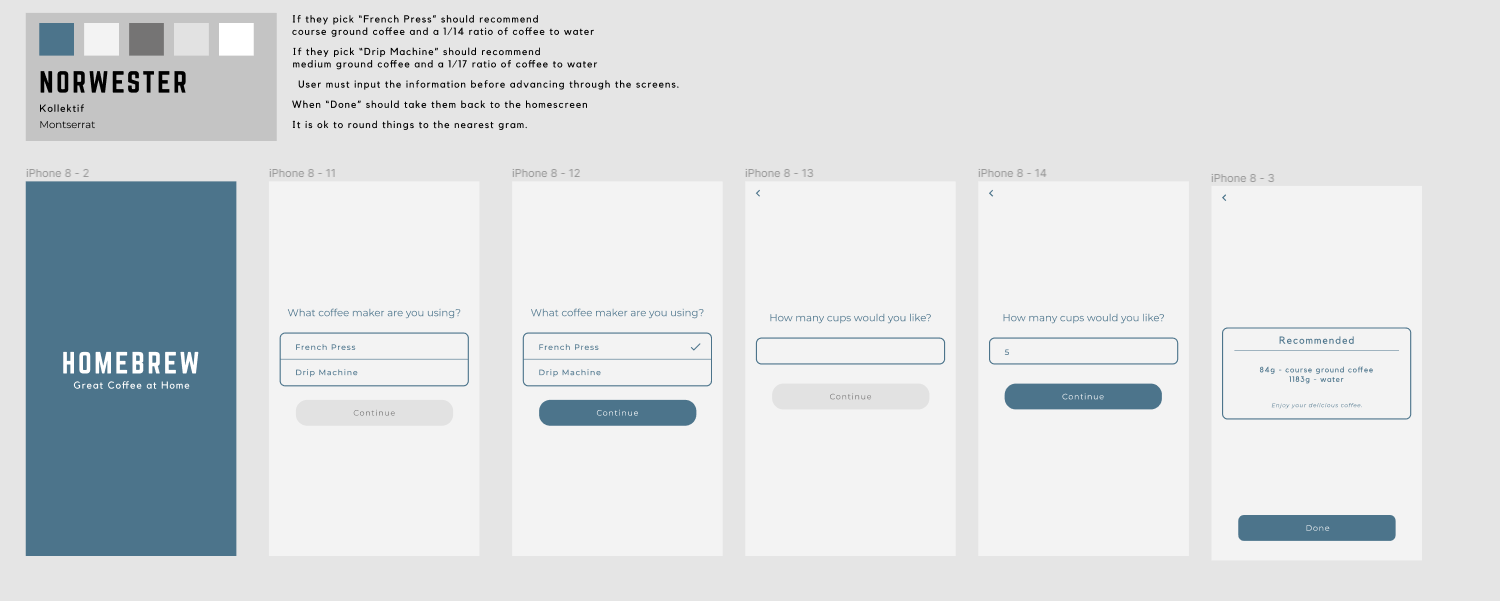 NORWESTER
Kollektif
Montserrat
If they pick "French Press" should recommend
course ground coffee and a 1/14 ratio of coffee to water
If they pick "Drip Machine" should recommend
medium ground coffee and a 1/17 ratio of coffee to water
User must input the information before advancing through the screens.
When "Done" should take them back to the homescreen
It is ok to round things to the nearest gram.
iPhone 8 - 2
HOMEBREW
Great Coffee at Home
iPhone 8 - 11
What coffee maker are you using?
French Press
Drip Machine
Continue
iPhone 8 - 12
What coffee maker are you using?
French Press
Drip Machine
Continue
iPhone 8 - 13
How many cups would you like?
Continue
iPhone 8 - 14
How many cups would you like?
5
Continue
iPhone 8 - 3
Recommended
84g - course ground coffee
1183g - water
Enjoy your delicious coffee.
Done